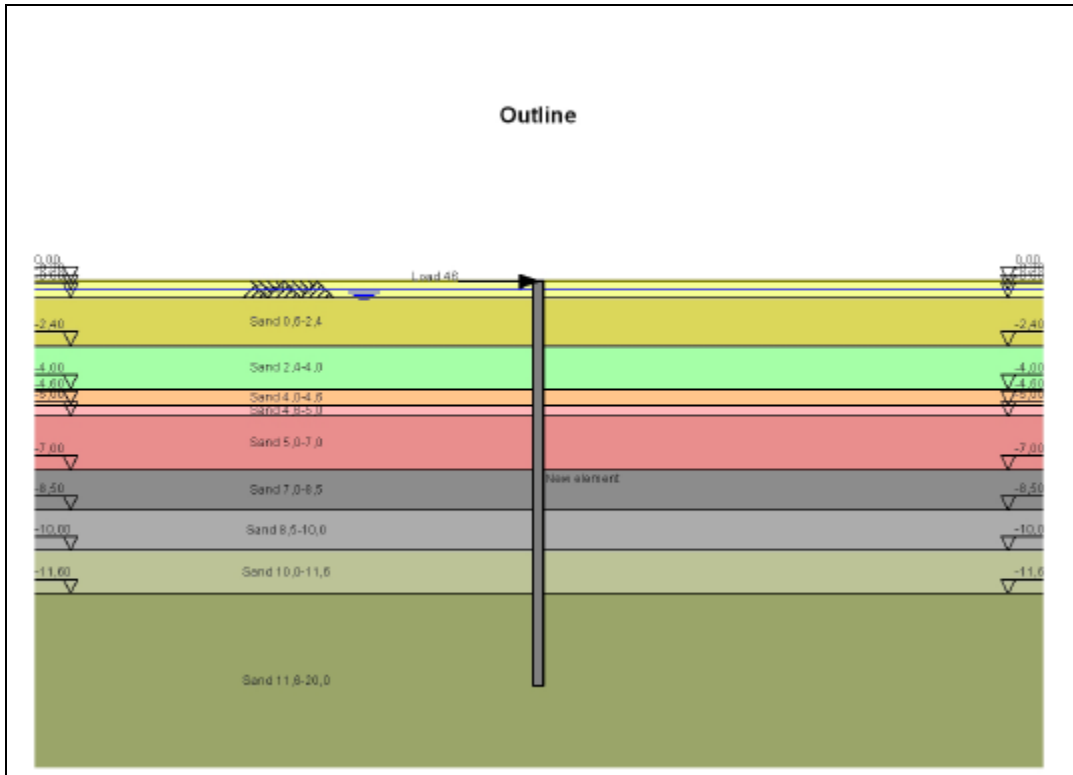 Outline
0,00
0,00
Load 46
Sand 0,6-2,4
-2,40
-2,40
Sand 2,4-4,0
-4,00
-4,00
-4,60
-4,60
Sand 4,0-4,6
-5,00
-5,00
Sand 4,6-5,0
Sand 5,0-7,0
-7,00
-7,00
New element
Sand 7,0-8,5
-8,50
-8,50
Sand 8,5-10,0
-10,00
-10,0
Sand 10,0-11,6
-11,60
-11,6
Sand 11,6-20,0